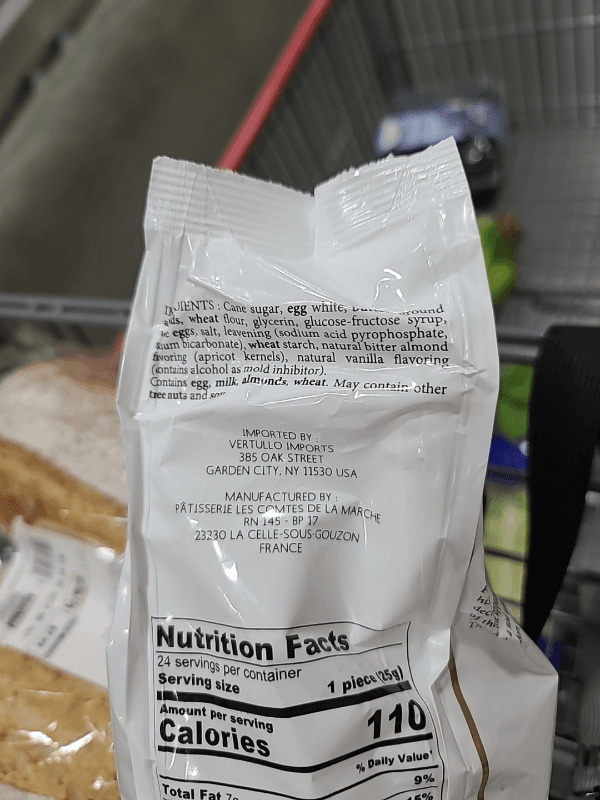 DIENTS : Cane sugar, egg white, round
wheat flour, glycerin, glucose-fructose syrup,
eggs, salt, leavening (sodium acid pyrophosphate,
bicarbonate), wheat starch, natural bitter almond
(apricot kernels), natural vanilla flavoring
(contains alcohol as mold inhibitor).
Contains egg, milk, almonds, wheat. May contain other
tree nuts and
IMPORTED BY :
VERTULLO IMPORTS
385 OAK STREET
GARDEN CITY, NY 11530 USA
MANUFACTURED BY :
PÂTISSERIE LES COMTES DE LA MARCHE
RN 145 - BP 17
23230 LA CELLE-SOUS-GOUZON
FRANCE
Nutrition Facts
24 servings per container
Serving size 1 piece (25g)
Amount per serving
Calories 110
% Daily Value*
9%
Total Fat